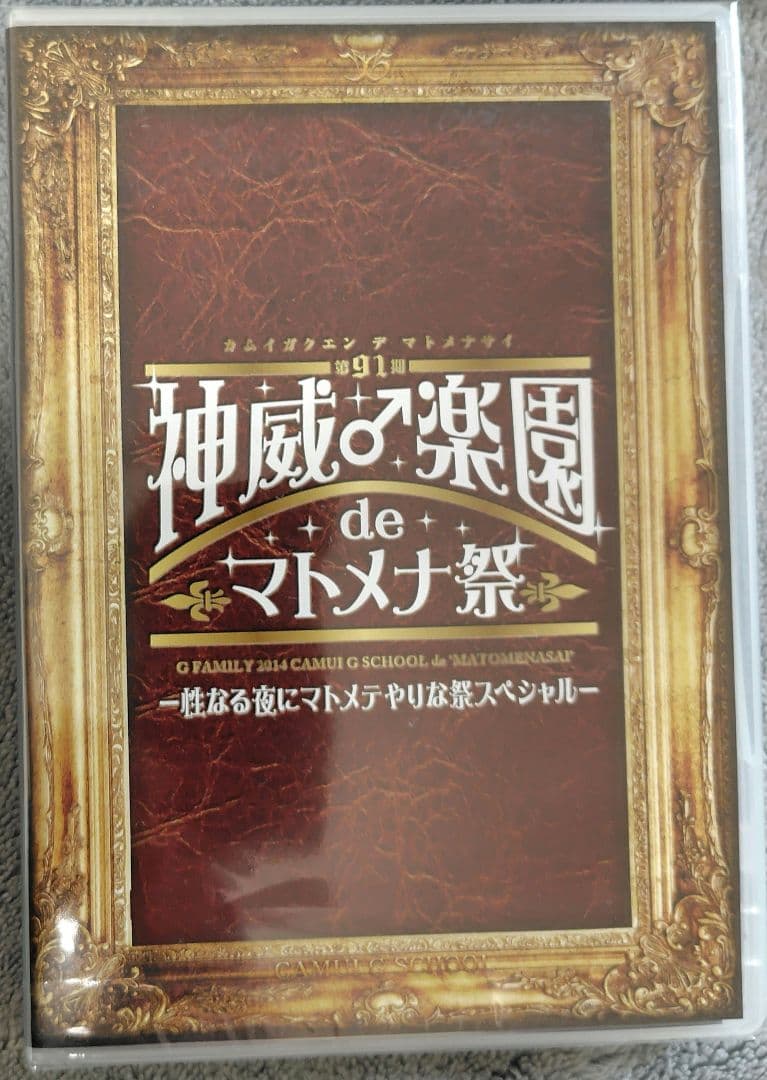 カムイガクエン デ マトメナサイ
第91期
神威♂楽園
de
マトメナ祭
G FAMILY 2014 CAMUI G SCHOOL de "MATOMENASAI"
ー性なる夜にマトメテやりな祭スペシャルー
CAMUI G SCHOOL